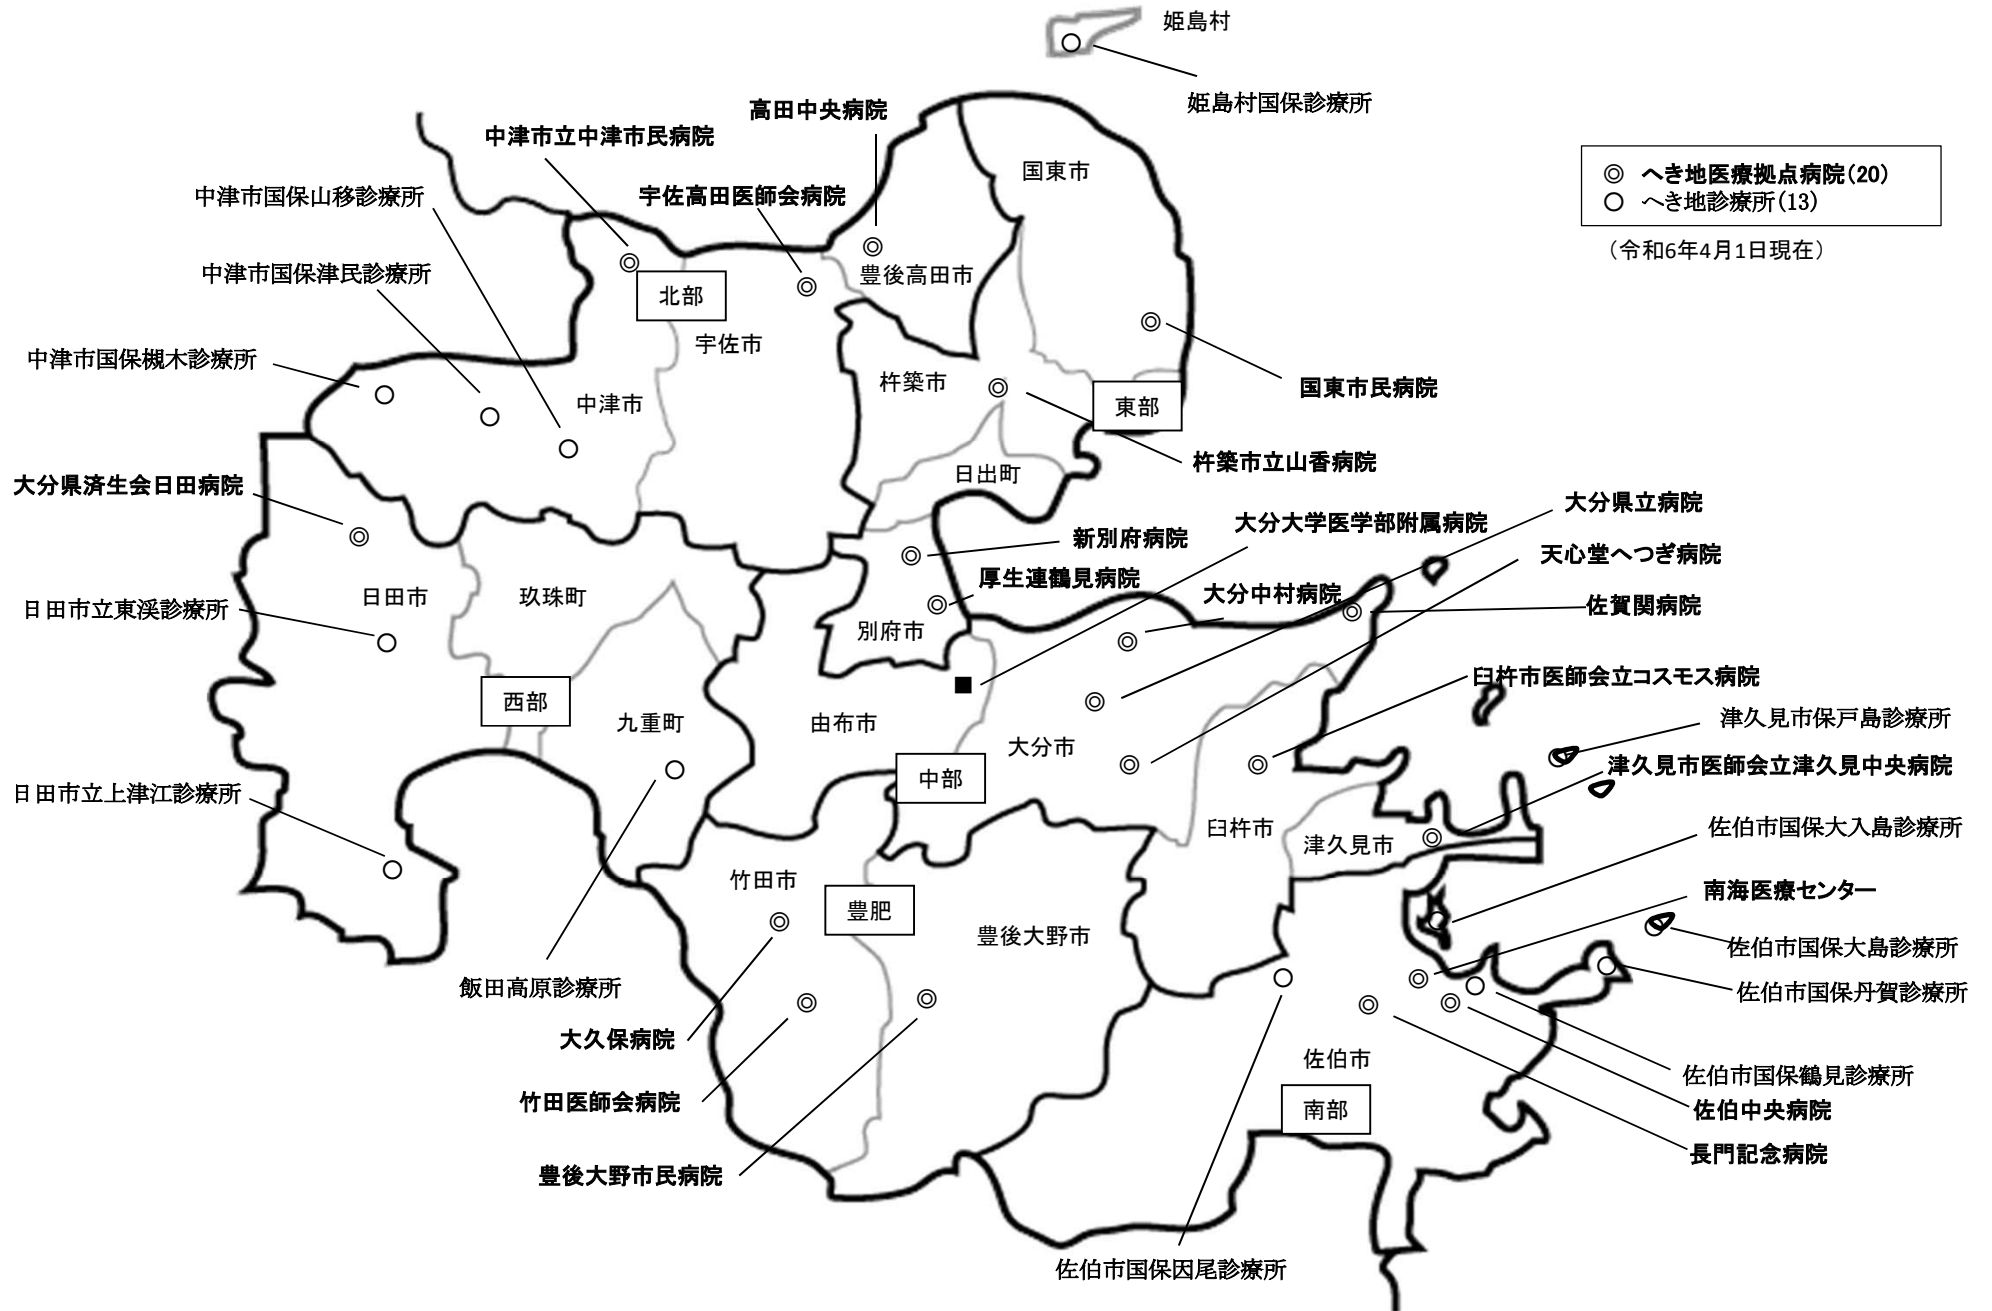 姫島村
姫島村国保診療所
高田中央病院
中津市立中津市民病院
◎ へき地医療拠点病院(20)
○ へき地診療所(13)
(令和6年4月1日現在)
国東市
中津市国保山移診療所
宇佐高田医師会病院
中津市国保津民診療所
豊後高田市
北部
宇佐市
中津市国保槻木診療所
杵築市
国東市民病院
中津市
東部
杵築市立山香病院
日出町
大分県済生会日田病院
大分県立病院
大分大学医学部附属病院
新別府病院
天心堂へつぎ病院
厚生連鶴見病院
大分中村病院
日田市
玖珠町
佐賀関病院
日田市立東渓診療所
別府市
臼杵市医師会立コスモス病院
西部
九重町
由布市
大分市
津久見市保戸島診療所
津久見市医師会立津久見中央病院
中部
日田市立上津江診療所
臼杵市
佐伯市国保大入島診療所
津久見市
竹田市
南海医療センター
豊肥
豊後大野市
佐伯市国保大島診療所
飯田高原診療所
佐伯市国保丹賀診療所
大久保病院
佐伯市
佐伯市国保鶴見診療所
竹田医師会病院
南部
佐伯中央病院
長門記念病院
豊後大野市民病院
佐伯市国保因尾診療所